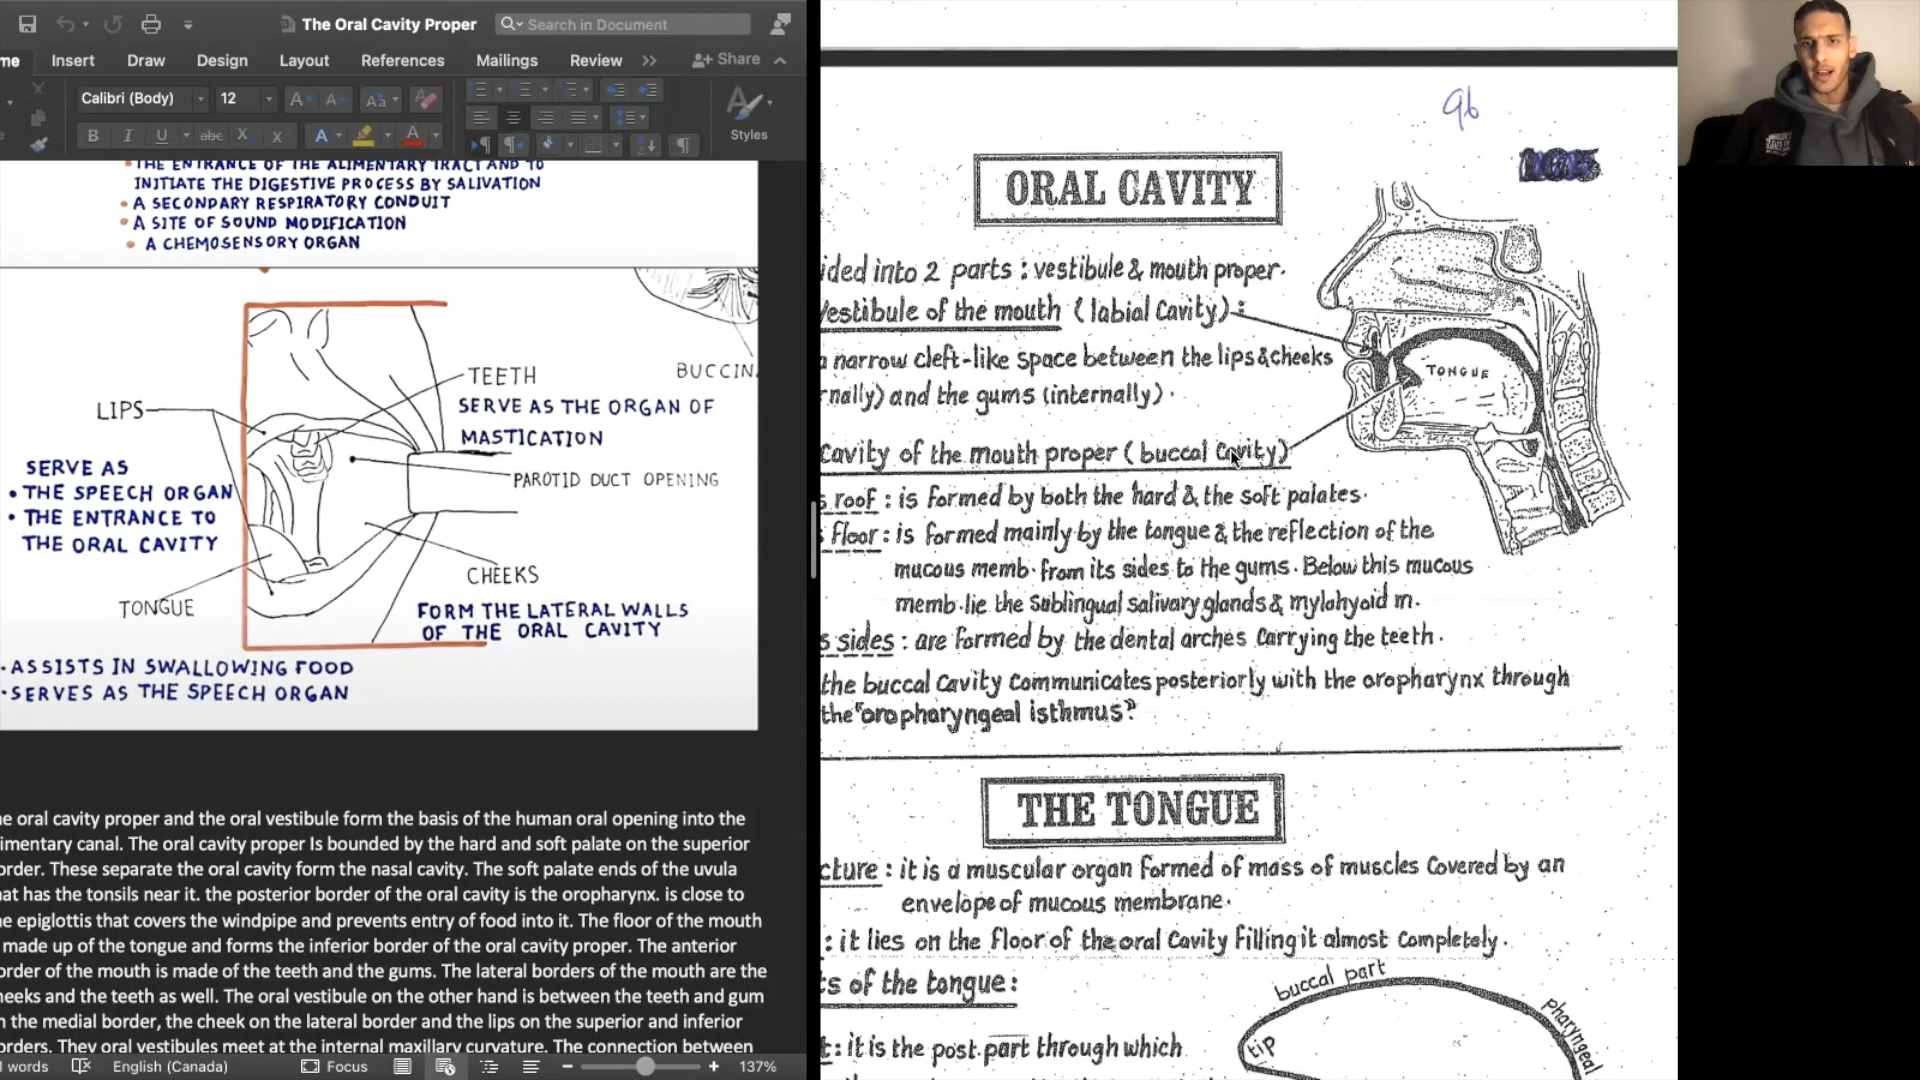 The Oral Cavity Proper
Search in Document
me
Insert
Draw
Design
Layout
References
Mailings
Review
Share
Calibri (Body)
12
Styles
THE ENTRANCE OF THE ALIMENTARY TRACT AND TO
INITIATE THE DIGESTIVE PROCESS BY SALIVATION
• A SECONDARY RESPIRATORY CONDUIT
• A SITE OF SOUND MODIFICATION
• A CHEMOSENSORY ORGAN
BUCCIN
TEETH
SERVE AS THE ORGAN OF
MASTICATION
LIPS
PAROTID DUCT OPENING
SERVE AS
• THE SPEECH ORGAN
• THE ENTRANCE TO
THE ORAL CAVITY
CHEEKS
TONGUE
FORM THE LATERAL WALLS
OF THE ORAL CAVITY
• ASSISTS IN SWALLOWING FOOD
• SERVES AS THE SPEECH ORGAN
e oral cavity proper and the oral vestibule form the basis of the human oral opening into the
imentary canal. The oral cavity proper Is bounded by the hard and soft palate on the superior
order. These separate the oral cavity form the nasal cavity. The soft palate ends of the uvula
at has the tonsils near it. the posterior border of the oral cavity is the oropharynx. is close to
e epiglottis that covers the windpipe and prevents entry of food into it. The floor of the mouth
made up of the tongue and forms the inferior border of the oral cavity proper. The anterior
order of the mouth is made of the teeth and the gums. The lateral borders of the mouth are the
heeks and the teeth as well. The oral vestibule on the other hand is between the teeth and gum
n the medial border, the cheek on the lateral border and the lips on the superior and inferior
orders. They oral vestibules meet at the internal maxillary curvature. The connection between
words
English (Canada)
Focus
137%
96
ORAL CAVITY
ided into 2 parts : vestibule & mouth proper.
Vestibule of the mouth (labial Cavity) :
a narrow cleft-like space between the lips & cheeks
rnally) and the gums (internally).
TONGUE
Cavity of the mouth proper (buccal Cavity)
s roof : is formed by both the hard & the soft palates.
s floor : is formed mainly by the tongue & the reflection of the
mucous memb. from its sides to the gums. Below this mucous
memb. lie the sublingual salivary glands & mylohyoid m.
s sides : are formed by the dental arches Carrying the teeth.
the buccal Cavity Communicates posteriorly with the oropharynx through
the "oropharyngeal isthmus".
THE TONGUE
cture : it is a muscular organ formed of mass of muscles Covered by an
envelope of mucous membrane.
: it lies on the floor of the oral Cavity filling it almost Completely.
ts of the tongue :
buccal part
pharyngeal
t : it is the post. part through which
tip